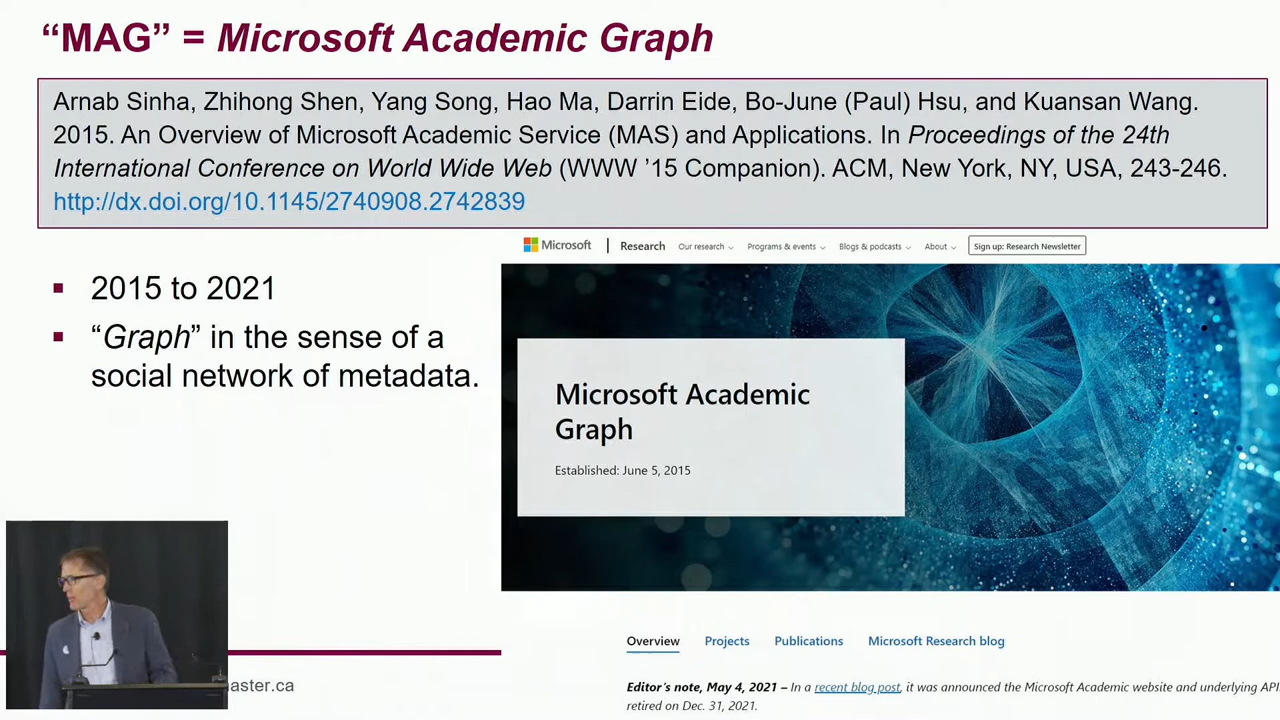 “MAG” = Microsoft Academic Graph
Arnab Sinha, Zhihong Shen, Yang Song, Hao Ma, Darrin Eide, Bo-June (Paul) Hsu, and Kuansan Wang.
2015. An Overview of Microsoft Academic Service (MAS) and Applications. In Proceedings of the 24th
International Conference on World Wide Web (WWW ’15 Companion). ACM, New York, NY, USA, 243-246.
http://dx.doi.org/10.1145/2740908.2742839
▪ 2015 to 2021
▪ “Graph” in the sense of a
social network of metadata.
Microsoft | Research Our research Programs & events Blogs & podcasts About Sign up: Research Newsletter
Microsoft Academic
Graph
Established: June 5, 2015
Overview Projects Publications Microsoft Research blog
Editor’s note, May 4, 2021 – In a recent blog post, it was announced the Microsoft Academic website and underlying API
retired on Dec. 31, 2021.
aster.ca